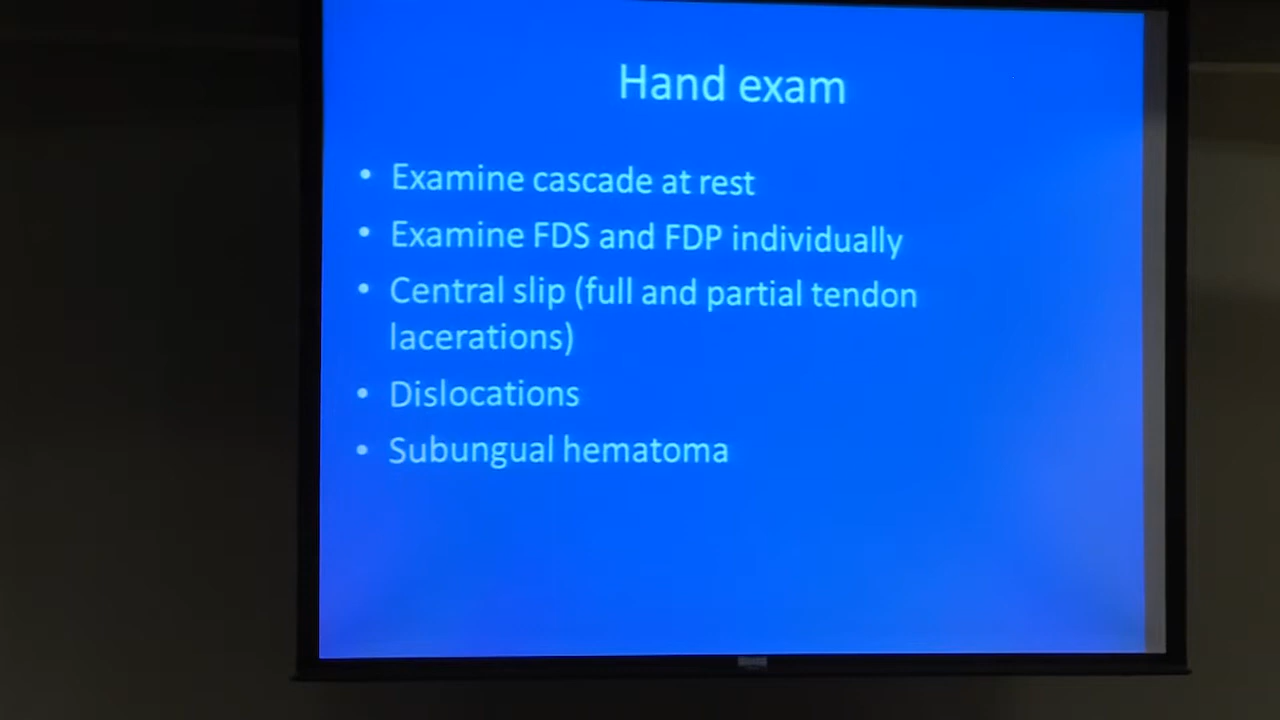 Hand exam
• Examine cascade at rest
• Examine FDS and FDP individually
• Central slip (full and partial tendon
lacerations)
• Dislocations
• Subungual hematoma